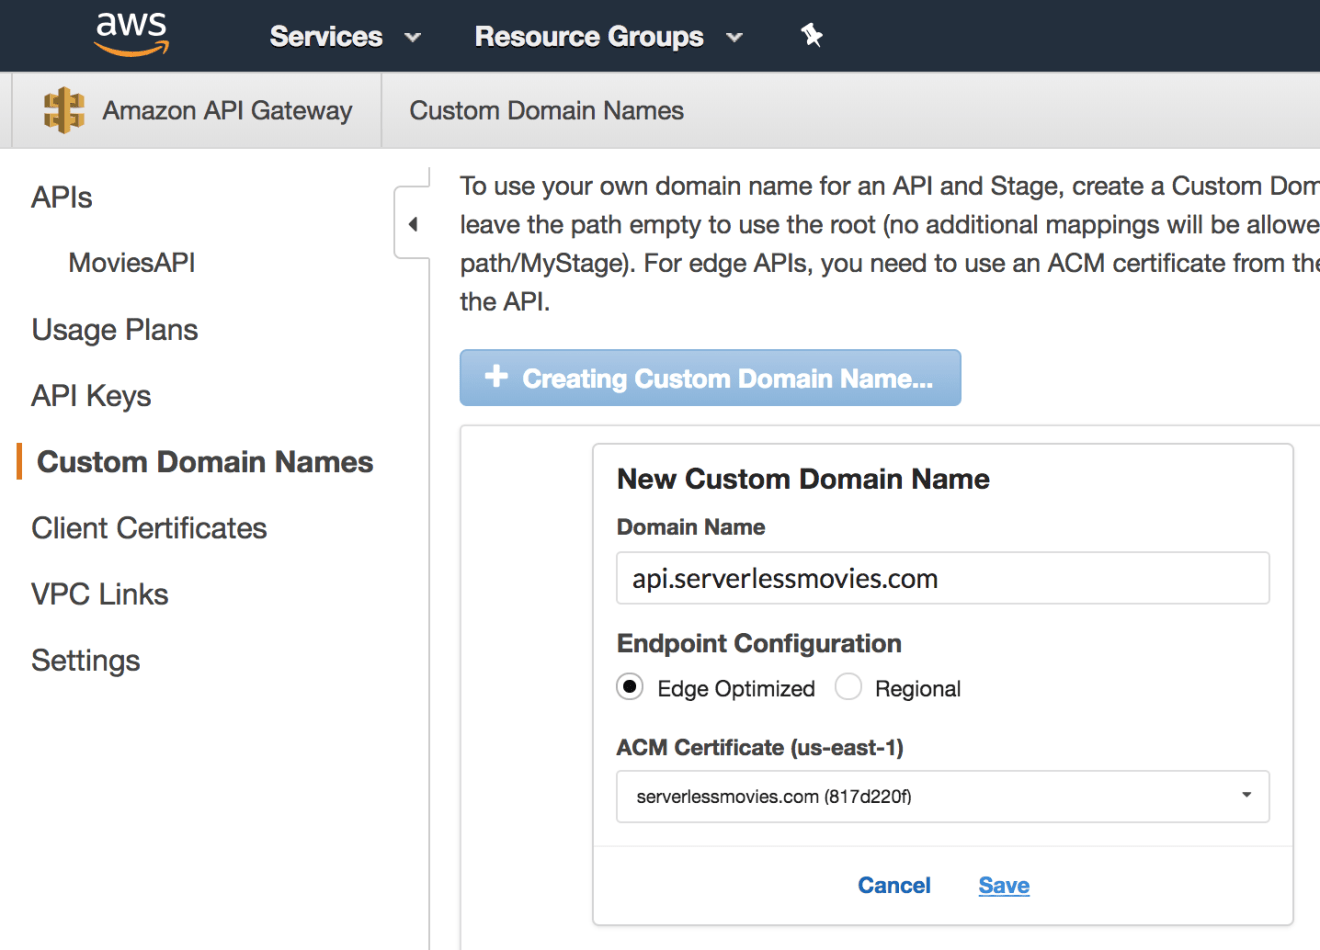 aws
Services
Resource Groups
Amazon API Gateway
Custom Domain Names
APIs
MoviesAPI
Usage Plans
API Keys
Custom Domain Names
Client Certificates
VPC Links
Settings
To use your own domain name for an API and Stage, create a Custom Dom
leave the path empty to use the root (no additional mappings will be allowe
path/MyStage). For edge APIs, you need to use an ACM certificate from the
the API.
+ Creating Custom Domain Name...
New Custom Domain Name
Domain Name
api.serverlessmovies.com
Endpoint Configuration
Edge Optimized
Regional
ACM Certificate (us-east-1)
serverlessmovies.com (817d220f)
Cancel
Save